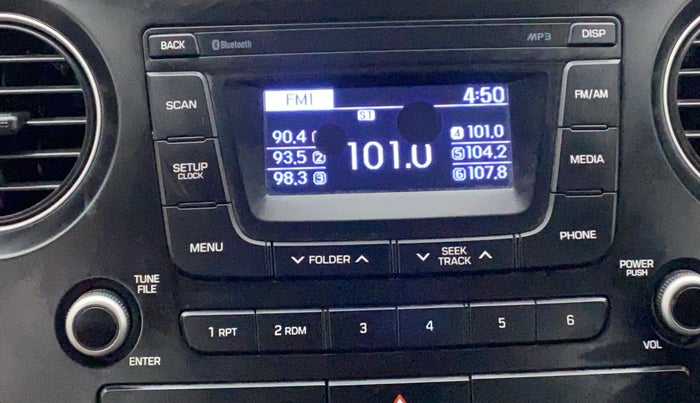 BACK Bluetooth MP3 DISP
FM1 4:50
SCAN ST FM/AM
90.4 101.0 4 101.0
93.5 2 5 104.2
98.3 3 6 107.8
SETUP
CLOCK
MEDIA
MENU FOLDER SEEK
TRACK
PHONE
TUNE
FILE
POWER
PUSH
1 RPT 2 RDM 3 4 5 6
ENTER VOL